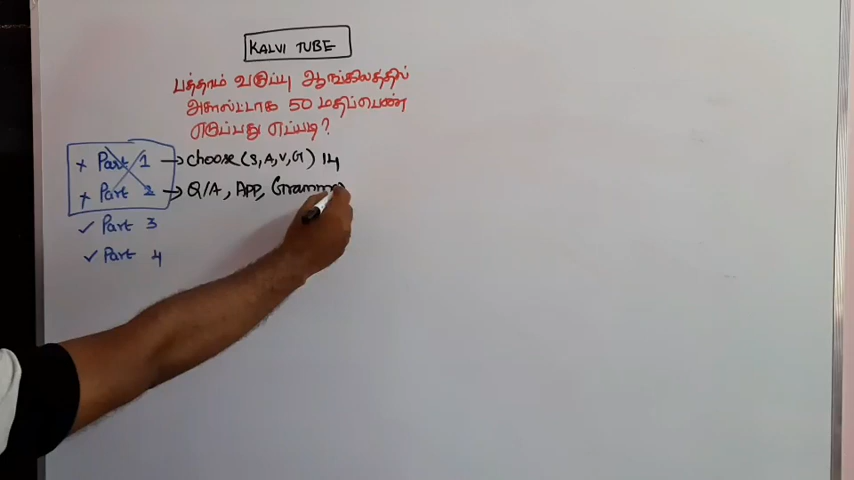 KALVI TUBE
பத்தாம் வகுப்பு ஆங்கிலத்தில்
அசால்ட்டாக 50 மதிப்பெண்
எடுப்பது எப்படி?
x Part 1 → choose (S, A, V, G) 14
x Part 2 → Q/A, App, Gramma
✓ Part 3
✓ Part 4